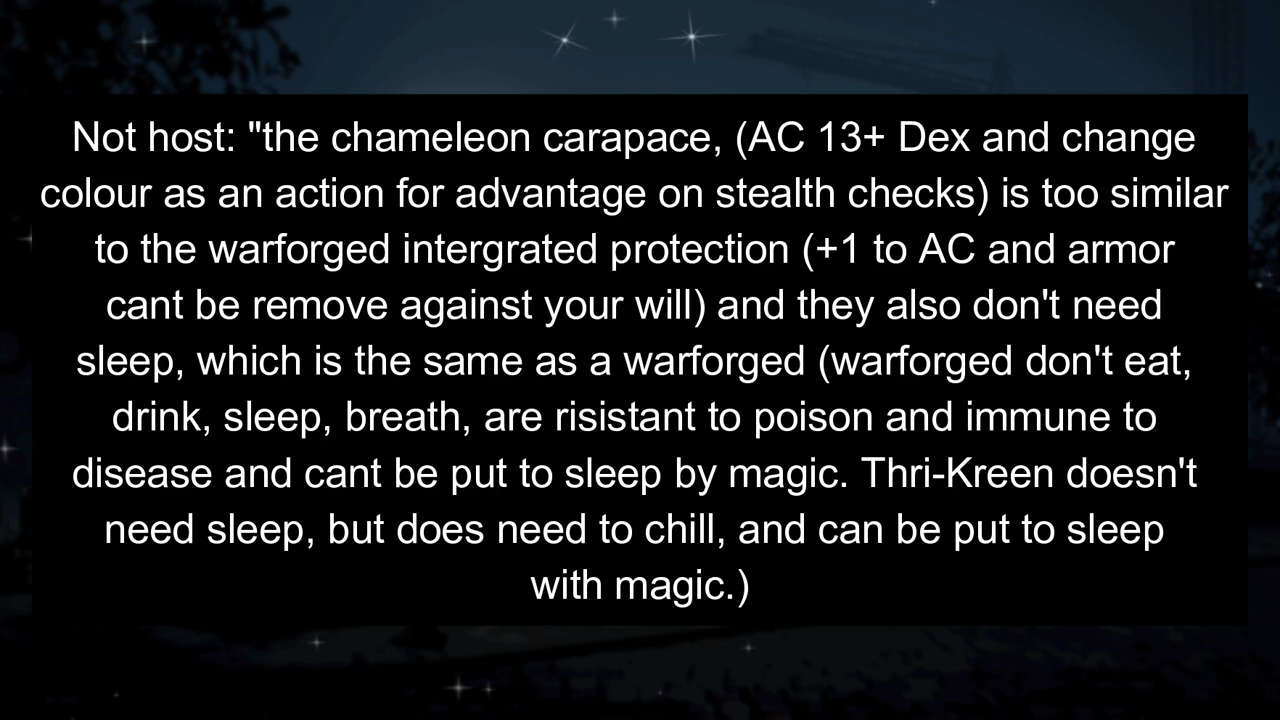 Not host: "the chameleon carapace, (AC 13+ Dex and change
colour as an action for advantage on stealth checks) is too similar
to the warforged intergrated protection (+1 to AC and armor
cant be remove against your will) and they also don't need
sleep, which is the same as a warforged (warforged don't eat,
drink, sleep, breath, are risistant to poison and immune to
disease and cant be put to sleep by magic. Thri-Kreen doesn't
need sleep, but does need to chill, and can be put to sleep
with magic.)